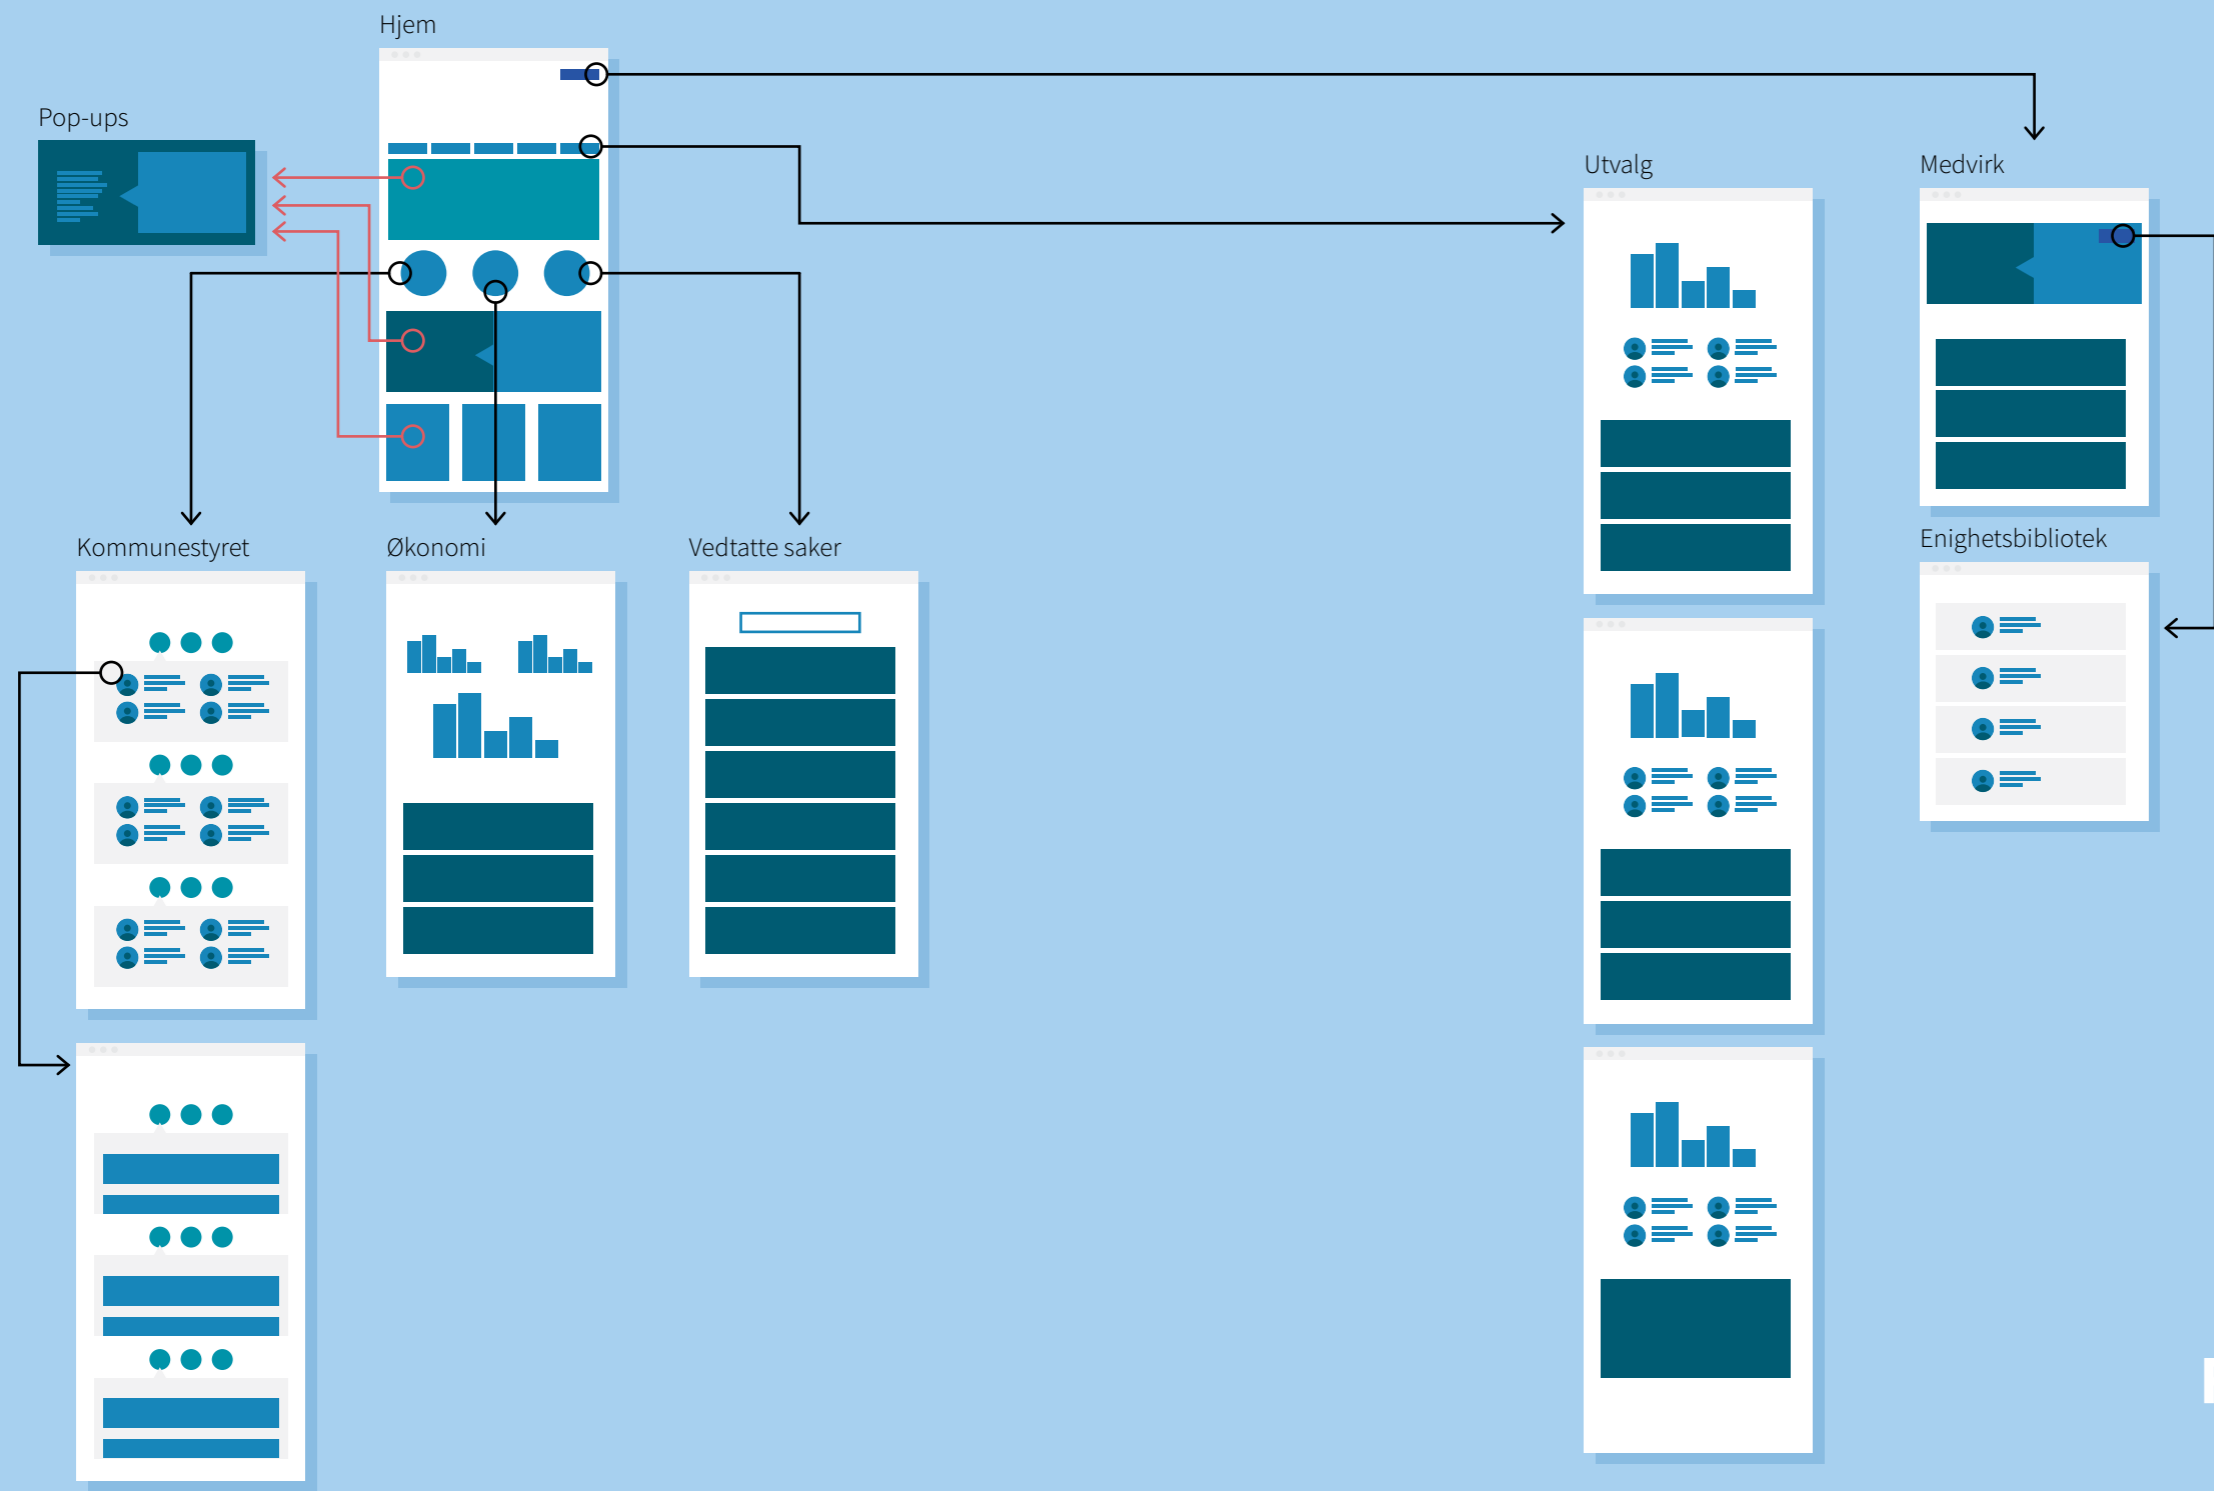 Hjem
Pop-ups
Utvalg
Medvirk
Kommunestyret
Økonomi
Vedtatte saker
Enighetsbibliotek